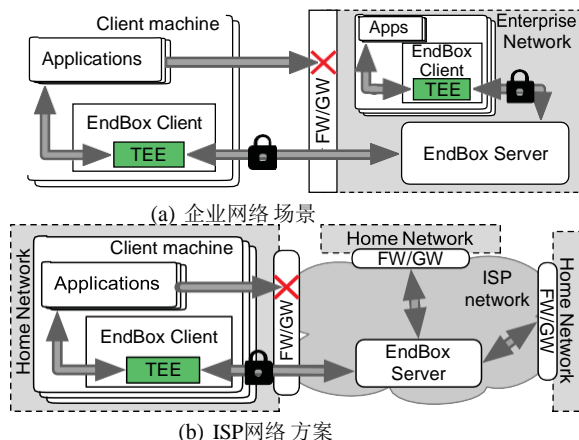 Client machine
Applications
EndBox Client
TEE
FW/GW
Enterprise
Network
Apps
EndBox
Client
TEE
EndBox Server
(a) 企业网络 场景
Home Network
Client machine
Applications
EndBox Client
TEE
FW/GW
Home Network
FW/GW
ISP
network
EndBox
Server
FW/GW
Home Network
(b) ISP网络 方案